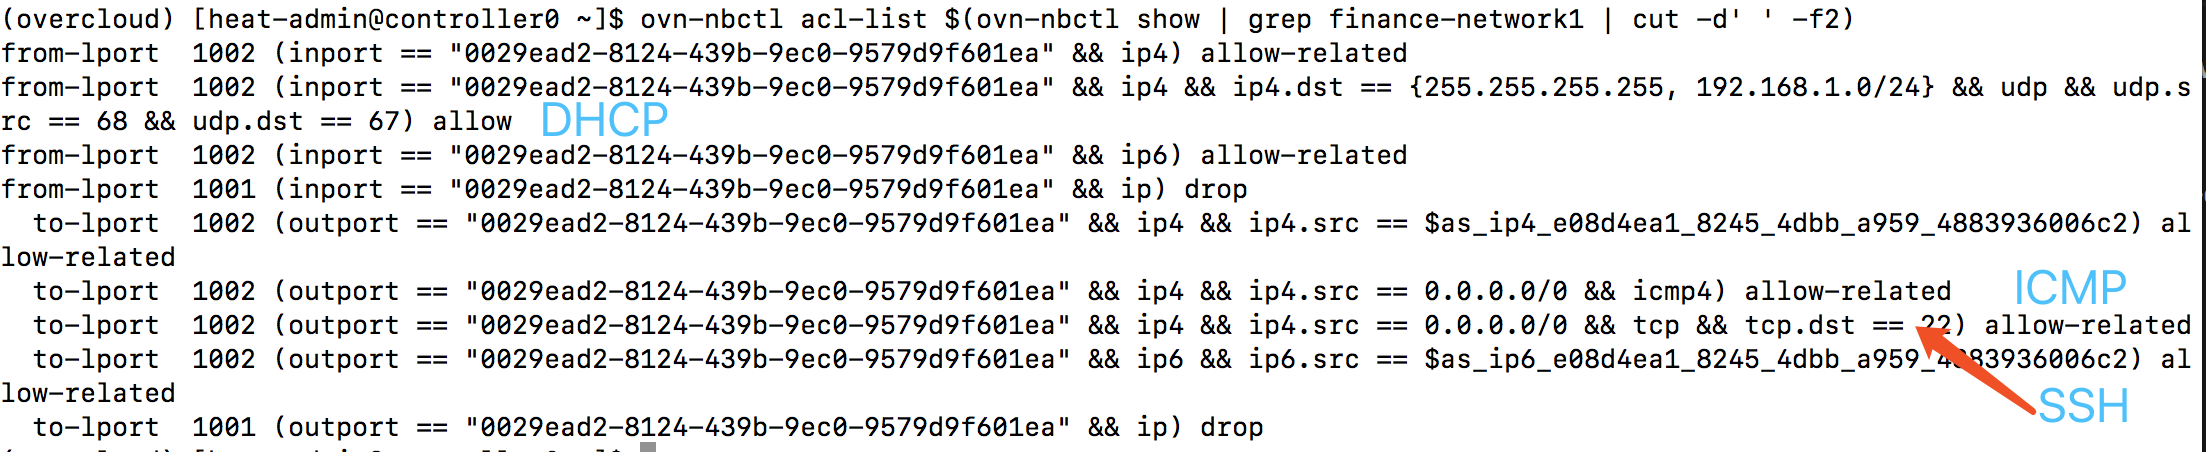 (overcloud) [heat-admin@controller0 ~]$ ovn-nbctl acl-list $(ovn-nbctl show | grep finance-network1 | cut -d' ' -f2)
from-lport  1002 (inport == "0029ead2-8124-439b-9ec0-9579d9f601ea" && ip4) allow-related
from-lport  1002 (inport == "0029ead2-8124-439b-9ec0-9579d9f601ea" && ip4 && ip4.dst == {255.255.255.255, 192.168.1.0/24} && udp && udp.s
rc == 68 && udp.dst == 67) allow DHCP
from-lport  1002 (inport == "0029ead2-8124-439b-9ec0-9579d9f601ea" && ip6) allow-related
from-lport  1001 (inport == "0029ead2-8124-439b-9ec0-9579d9f601ea" && ip) drop
  to-lport  1002 (outport == "0029ead2-8124-439b-9ec0-9579d9f601ea" && ip4 && ip4.src == $as_ip4_e08d4ea1_8245_4dbb_a959_4883936006c2) al
low-related
  to-lport  1002 (outport == "0029ead2-8124-439b-9ec0-9579d9f601ea" && ip4 && ip4.src == 0.0.0.0/0 && icmp4) allow-related ICMP
  to-lport  1002 (outport == "0029ead2-8124-439b-9ec0-9579d9f601ea" && ip4 && ip4.src == 0.0.0.0/0 && tcp && tcp.dst == 22) allow-related
  to-lport  1002 (outport == "0029ead2-8124-439b-9ec0-9579d9f601ea" && ip6 && ip6.src == $as_ip6_e08d4ea1_8245_4dbb_a959_4883936006c2) al
low-related
SSH
  to-lport  1001 (outport == "0029ead2-8124-439b-9ec0-9579d9f601ea" && ip) drop